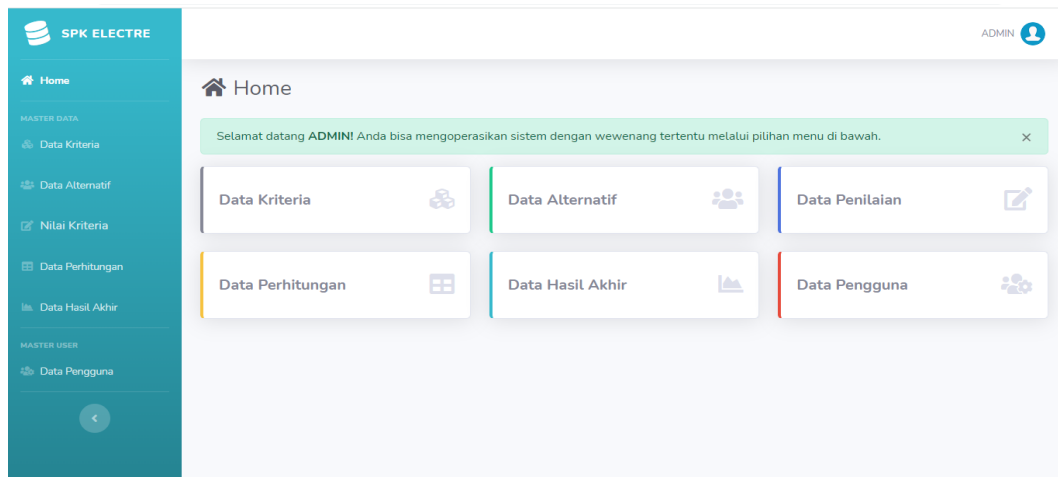 SPK ELECTRE
Home
MASTER DATA
Data Kriteria
Data Alternatif
Nilai Kriteria
Data Perhitungan
Data Hasil Akhir
MASTER USER
Data Pengguna
ADMIN
Home
Selamat datang ADMIN! Anda bisa mengoperasikan sistem dengan wewenang tertentu melalui pilihan menu di bawah.
Data Kriteria
Data Alternatif
Data Penilaian
Data Perhitungan
Data Hasil Akhir
Data Pengguna